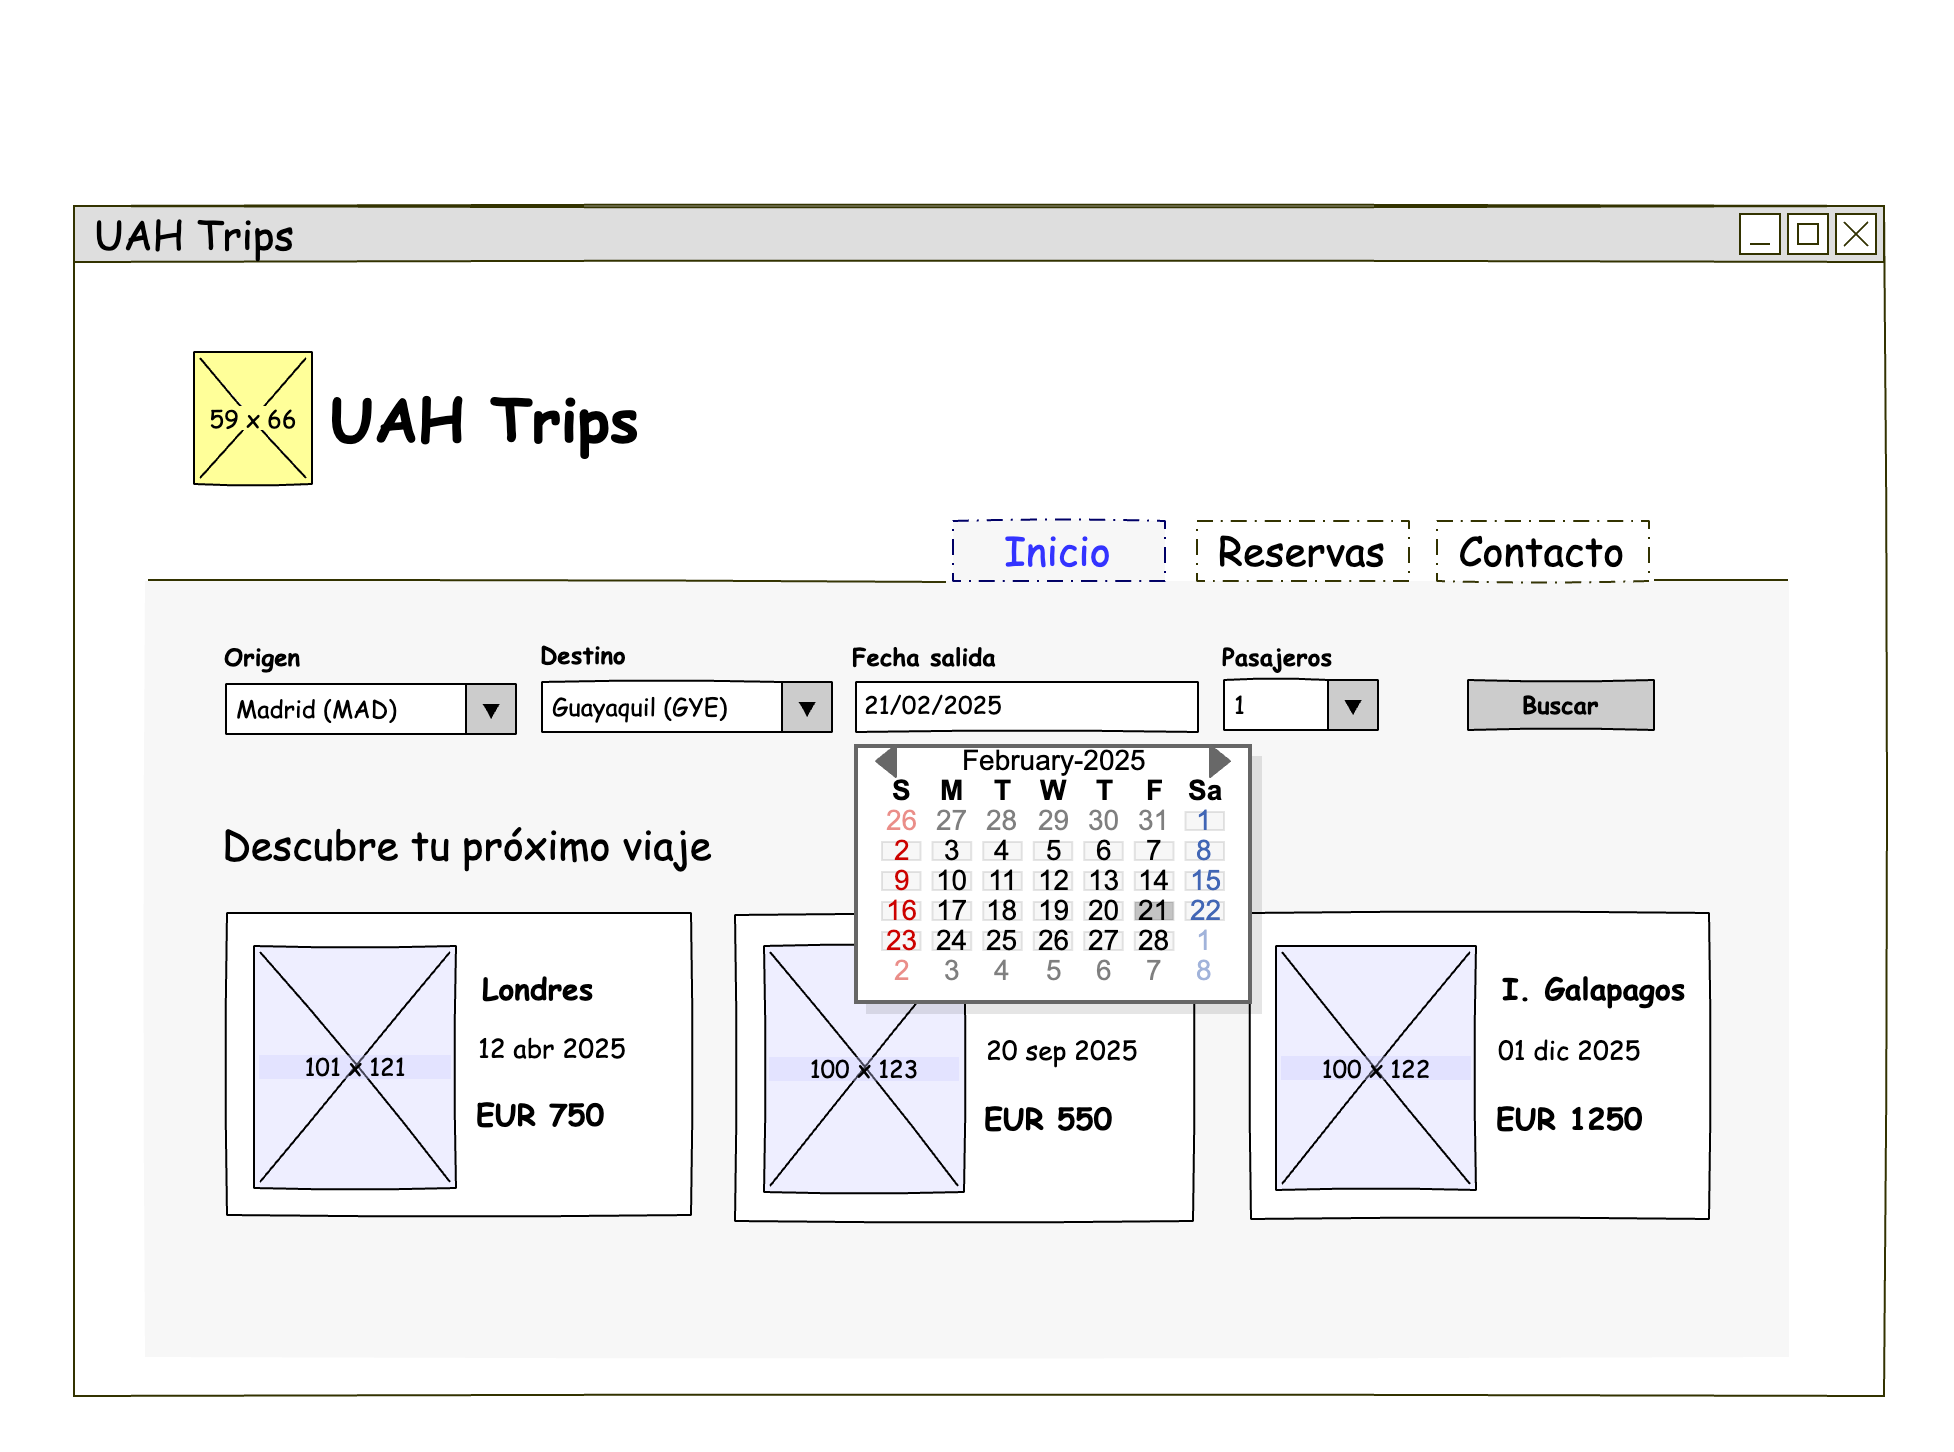 UAH Trips
59 x 66
UAH Trips
Inicio Reservas Contacto
Origen Destino Fecha salida Pasajeros
Madrid (MAD) Guayaquil (GYE) 21/02/2025 1 Buscar
February-2025
S M T W T F Sa
26 27 28 29 30 31 1
2 3 4 5 6 7 8
9 10 11 12 13 14 15
16 17 18 19 20 21 22
23 24 25 26 27 28 1
2 3 4 5 6 7 8
Descubre tu próximo viaje
101 x 121
Londres
12 abr 2025
EUR 750
100 x 123
20 sep 2025
EUR 550
100 x 122
I. Galapagos
01 dic 2025
EUR 1250